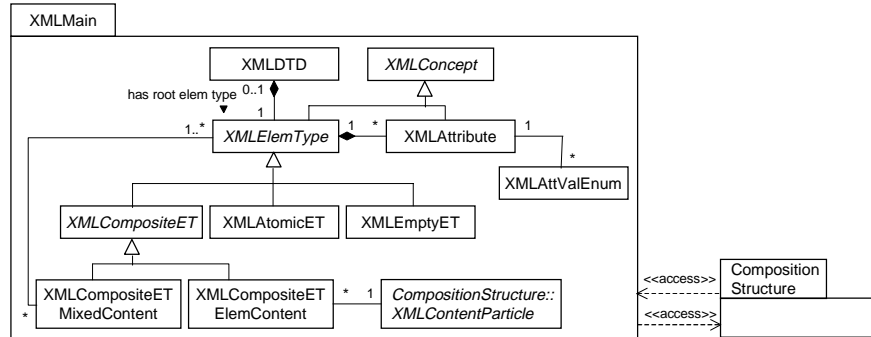 XMLMain
XMLDTD
XMLConcept
has root elem type
0..1
1
1..*
XMLElemType
1
*
XMLAttribute
1
*
XMLAttValEnum
XMLCompositeET
XMLAtomicET
XMLEmptyET
XMLCompositeET
MixedContent
*
XMLCompositeET
ElemContent
*
1
CompositionStructure::
XMLContentParticle
<<access>>
<<access>>
Composition
Structure